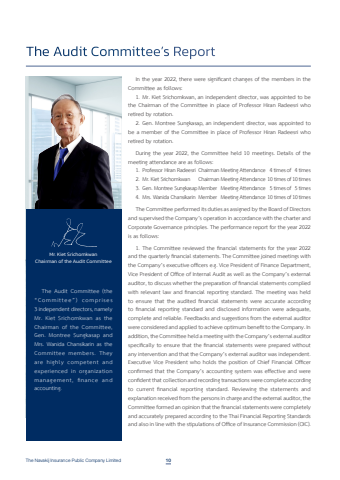 The Audit Committee's Report
Mr. Kiet Srichomkwan
Chairman of the Audit Committee
The Audit Committee (the
"Committee") comprises
3 independent directors, namely
Mr. Kiet Srichomkwan as the
Chairman of the Committee,
Gen. Montree Sungkasap and
Mrs. Wanida Chansikarin as the
Committee members. They
are highly competent and
experienced in organization
management, finance and
accounting.
In the year 2022, there were significant changes of the members in the
Committee as follows:
1. Mr. Kiet Srichomkwan, an independent director, was appointed to be
the Chairman of the Committee in place of Professor Hiran Radeesri who
retired by rotation.
2. Gen. Montree Sungkasap, an independent director, was appointed to
be a member of the Committee in place of Professor Hiran Radeesri who
retired by rotation.
During the year 2022, the Committee held 10 meetings. Details of the
meeting attendance are as follows:
1. Professor Hiran Radeesri Chairman Meeting Attendance 4 times of 4 times
2. Mr. Kiet Srichomkwan Chairman Meeting Attendance 10 times of 10 times
3. Gen. Montree Sungkasap Member Meeting Attendance 5 times of 5 times
4. Mrs. Wanida Chansikarin Member Meeting Attendance 10 times of 10 times
The Committee performed its duties as assigned by the Board of Directors
and supervised the Company's operation in accordance with the charter and
Corporate Governance principles. The performance report for the year 2022
is as follows:
1. The Committee reviewed the financial statements for the year 2022
and the quarterly financial statements. The Committee joined meetings with
the Company's executive officers e.g. Vice President of Finance Department,
Vice President of Office of Internal Audit as well as the Company's external
auditor, to discuss whether the preparation of financial statements complied
with relevant law and financial reporting standard. The meeting was held
to ensure that the audited financial statements were accurate according
to financial reporting standard and disclosed information were adequate,
complete and reliable. Feedbacks and suggestions from the external auditor
were considered and applied to achieve optimum benefit to the Company. In
addition, the Committee held a meeting with the Company's external auditor
specifically to ensure that the financial statements were prepared without
any intervention and that the Company's external auditor was independent.
Executive Vice President who holds the position of Chief Financial Officer
confirmed that the Company's accounting system was effective and were
confident that collection and recording transactions were complete according
to current financial reporting standard. Reviewing the statements and
explanation received from the persons in charge and the external auditor, the
Committee formed an opinion that the financial statements were completely
and accurately prepared according to the Thai Financial Reporting Standards
and also in line with the stipulations of Office of Insurance Commission (OIC).
The Navakij Insurance Public Company Limited
10